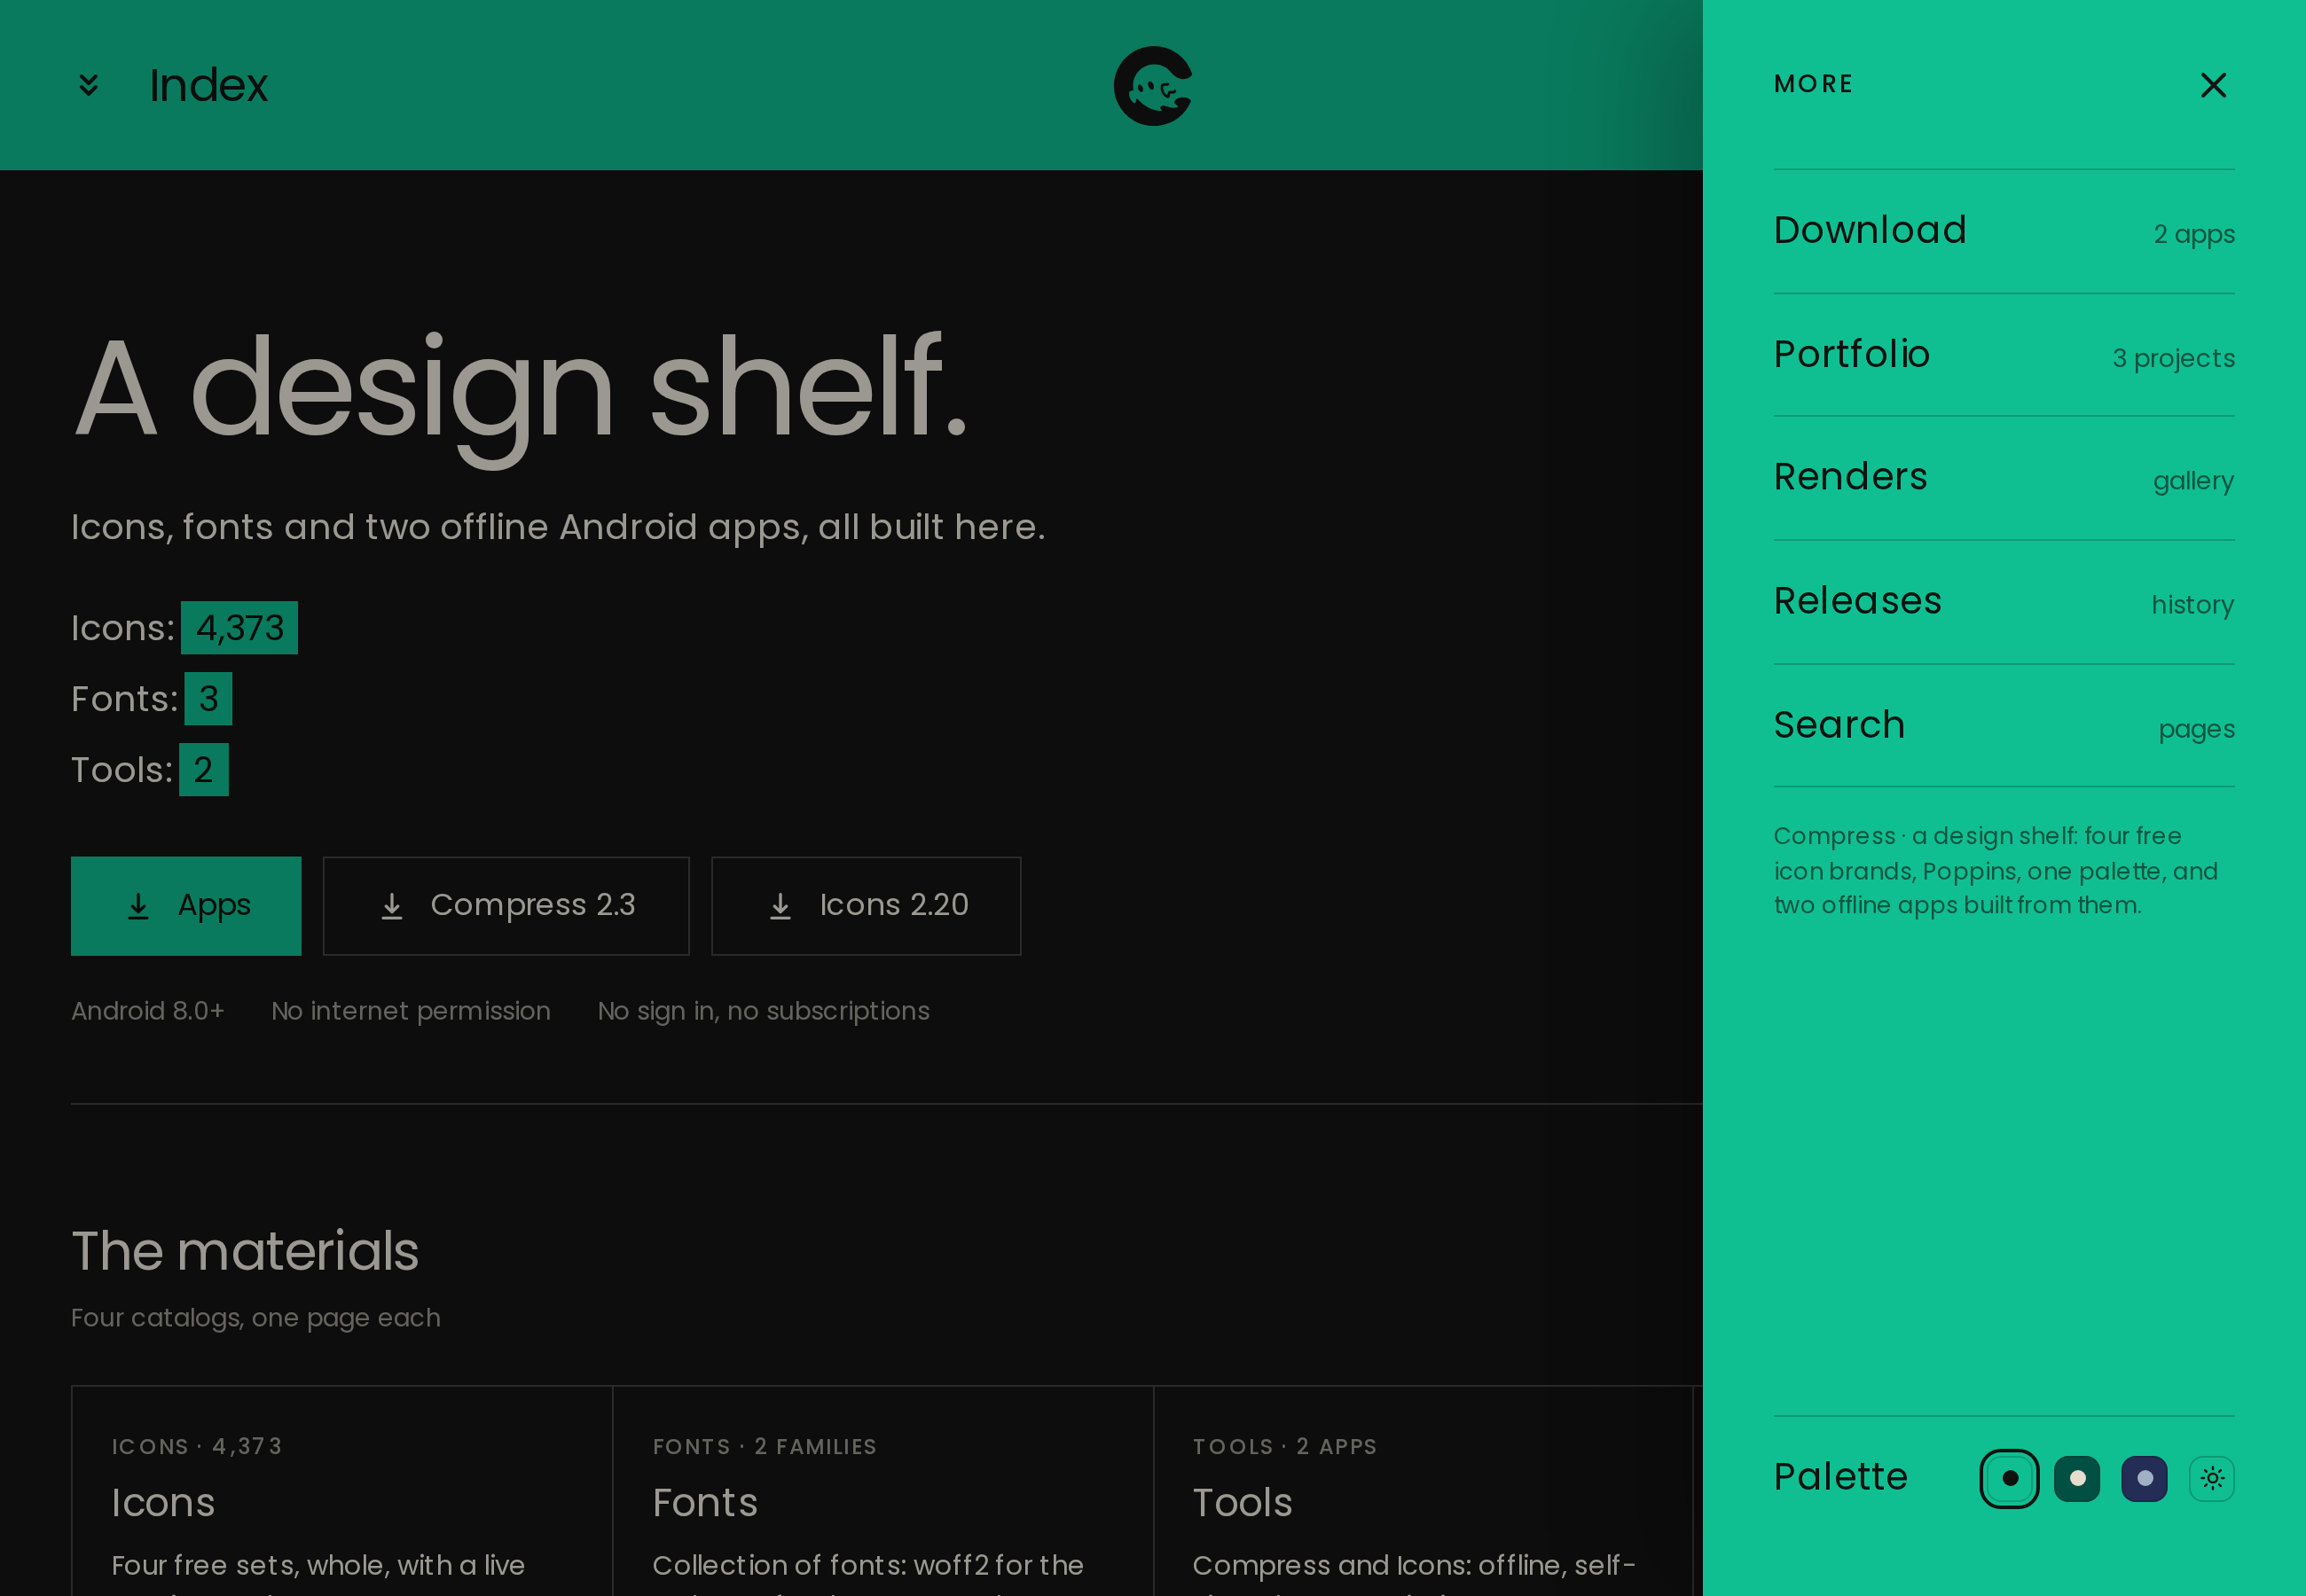 Index
A design shelf.
Icons, fonts and two offline Android apps, all built here.
Icons: 4,373
Fonts: 3
Tools: 2
Apps
Compress 2.3
Icons 2.20
Android 8.0+
No internet permission
No sign in, no subscriptions
The materials
Four catalogs, one page each
ICONS · 4,373
Icons
Four free sets, whole, with a live
FONTS · 2 FAMILIES
Fonts
Collection of fonts: woff2 for the
TOOLS · 2 APPS
Tools
Compress and Icons: offline, self-
MORE
Download 2 apps
Portfolio 3 projects
Renders gallery
Releases history
Search pages
Compress · a design shelf: four free
icon brands, Poppins, one palette, and
two offline apps built from them.
Palette